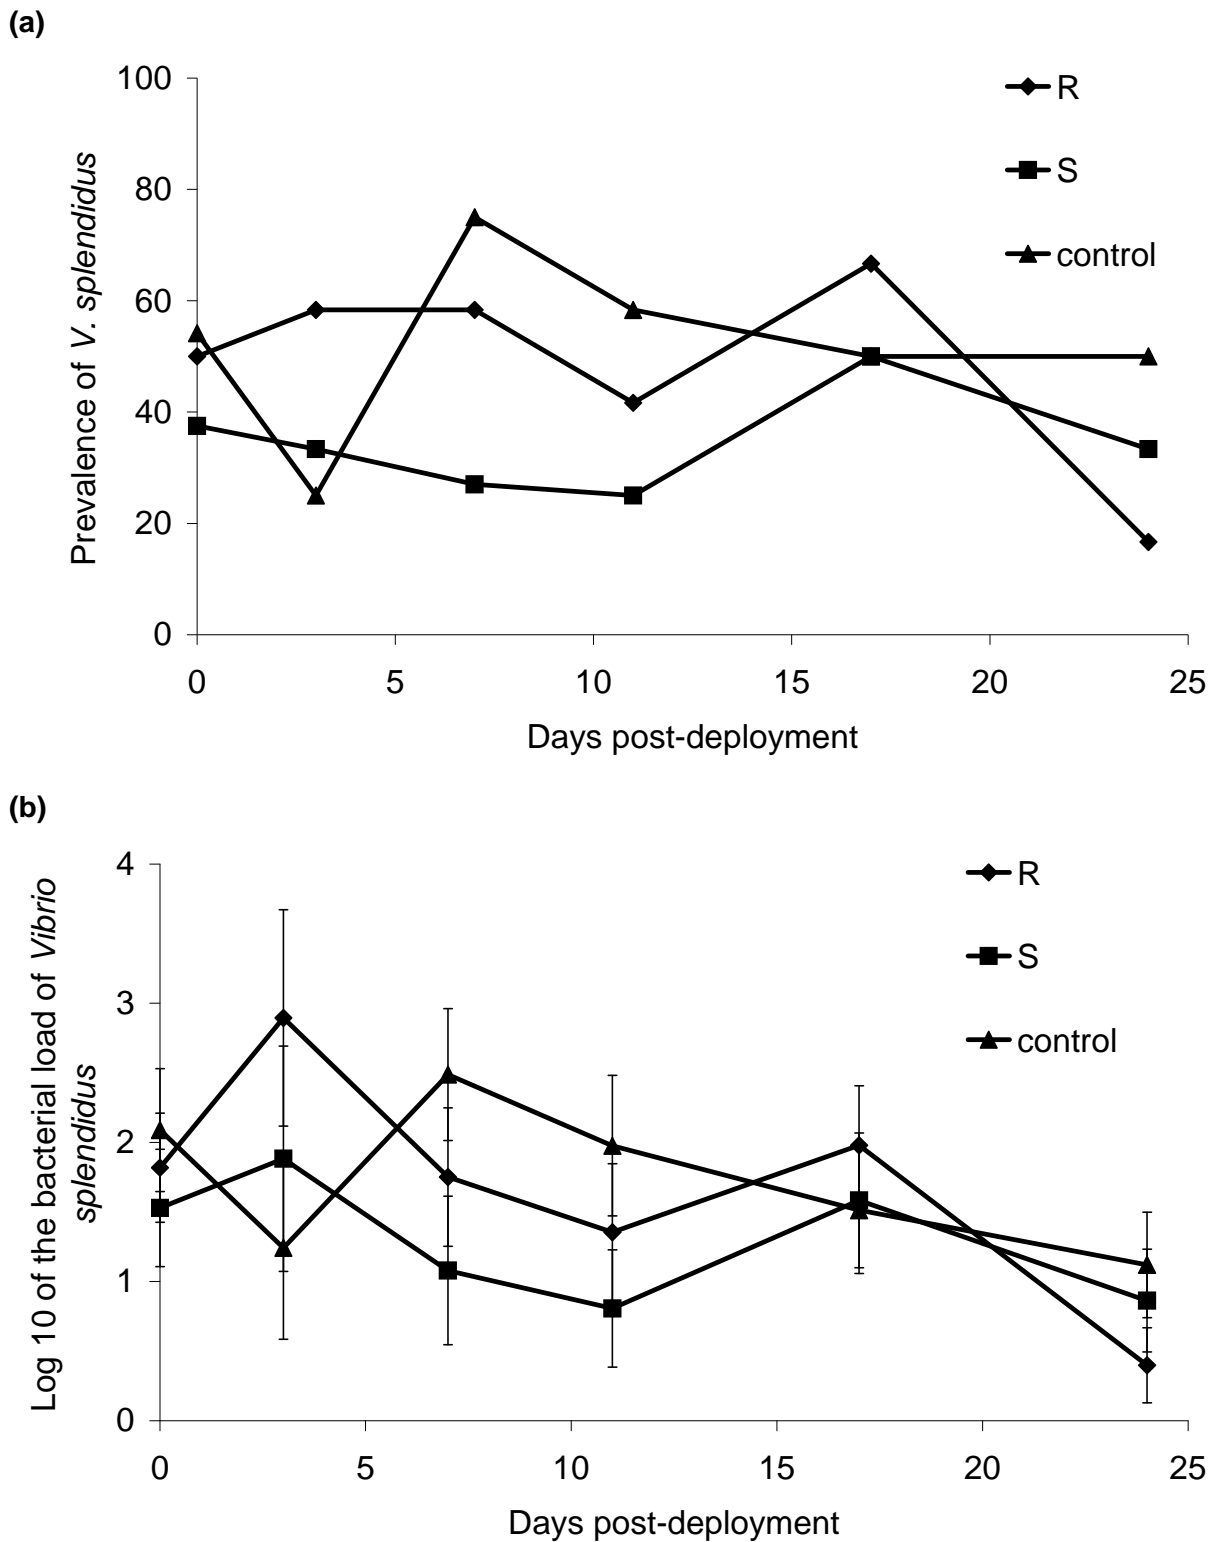 (a)
100
80
60
40
20
0
Prevalence of V. splendidus
R
S
control
0 5 10 15 20 25
Days post-deployment
(b)
4
3
2
1
0
Log 10 of the bacterial load of Vibrio
splendidus
R
S
control
0 5 10 15 20 25
Days post-deployment